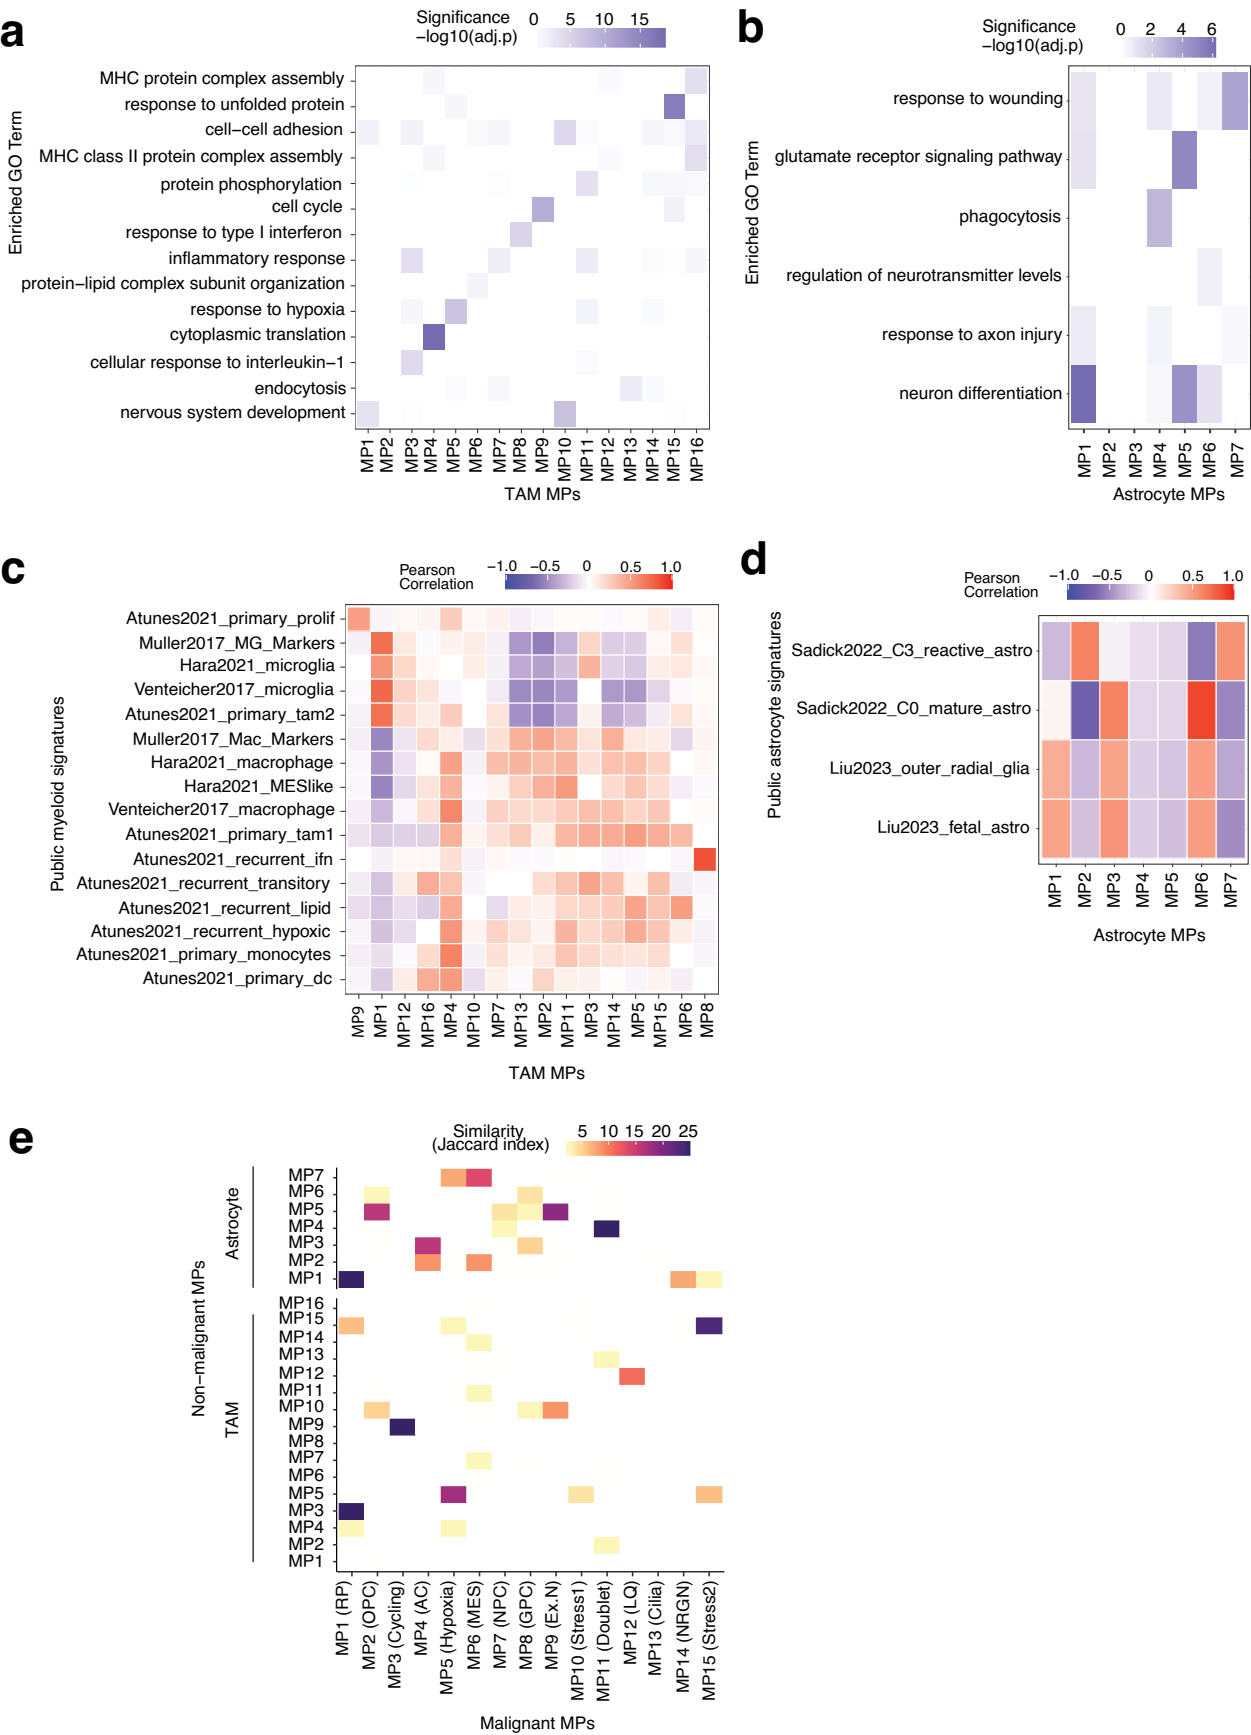 a
Significance
−log10(adj.p)
0 5 10 15
Enriched GO Term
MHC protein complex assembly
response to unfolded protein
cell−cell adhesion
MHC class II protein complex assembly
protein phosphorylation
cell cycle
response to type I interferon
inflammatory response
protein−lipid complex subunit organization
response to hypoxia
cytoplasmic translation
cellular response to interleukin−1
endocytosis
nervous system development
MP1 MP2 MP3 MP4 MP5 MP6 MP7 MP8 MP9 MP10 MP11 MP12 MP13 MP14 MP15 MP16
TAM MPs
b
Significance
−log10(adj.p)
0 2 4 6
Enriched GO Term
response to wounding
glutamate receptor signaling pathway
phagocytosis
regulation of neurotransmitter levels
response to axon injury
neuron differentiation
MP1 MP2 MP3 MP4 MP5 MP6 MP7
Astrocyte MPs
c
Pearson
Correlation
−1.0 −0.5 0 0.5 1.0
Public myeloid signatures
Atunes2021_primary_prolif
Muller2017_MG_Markers
Hara2021_microglia
Venteicher2017_microglia
Atunes2021_primary_tam2
Muller2017_Mac_Markers
Hara2021_macrophage
Hara2021_MESlike
Venteicher2017_macrophage
Atunes2021_primary_tam1
Atunes2021_recurrent_ifn
Atunes2021_recurrent_transitory
Atunes2021_recurrent_lipid
Atunes2021_recurrent_hypoxic
Atunes2021_primary_monocytes
Atunes2021_primary_dc
MP9 MP1 MP12 MP16 MP4 MP10 MP7 MP13 MP2 MP11 MP3 MP14 MP5 MP15 MP6 MP8
TAM MPs
d
Pearson
Correlation
−1.0 −0.5 0 0.5 1.0
Public astrocyte signatures
Sadick2022_C3_reactive_astro
Sadick2022_C0_mature_astro
Liu2023_outer_radial_glia
Liu2023_fetal_astro
MP1 MP2 MP3 MP4 MP5 MP6 MP7
Astrocyte MPs
e
Similarity
(Jaccard index)
5 10 15 20 25
Non−malignant MPs
Astrocyte
MP7
MP6
MP5
MP4
MP3
MP2
MP1
TAM
MP16
MP15
MP14
MP13
MP12
MP11
MP10
MP9
MP8
MP7
MP6
MP5
MP3
MP4
MP2
MP1
MP1 (RP)
MP2 (OPC)
MP3 (Cycling)
MP4 (AC)
MP5 (Hypoxia)
MP6 (MES)
MP7 (NPC)
MP8 (GPC)
MP9 (Ex.N)
MP10 (Stress1)
MP11 (Doublet)
MP12 (LQ)
MP13 (Cilia)
MP14 (NRGN)
MP15 (Stress2)
Malignant MPs